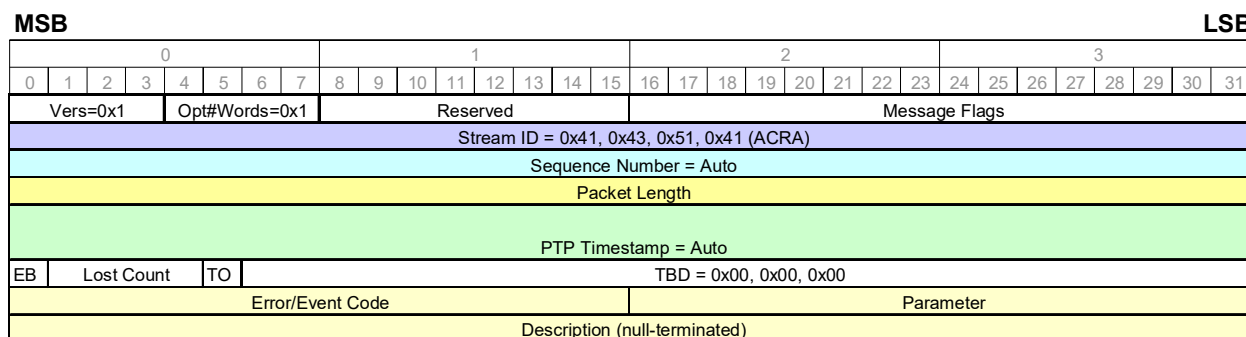 MSB LSB
0 1 2 3
0 1 2 3 4 5 6 7 8 9 10 11 12 13 14 15 16 17 18 19 20 21 22 23 24 25 26 27 28 29 30 31
Vers=0x1 Opt#Words=0x1 Reserved Message Flags
Stream ID = 0x41, 0x43, 0x51, 0x41 (ACRA)
Sequence Number = Auto
Packet Length
PTP Timestamp = Auto
EB Lost Count TO TBD = 0x00, 0x00, 0x00
Error/Event Code Parameter
Description (null-terminated)